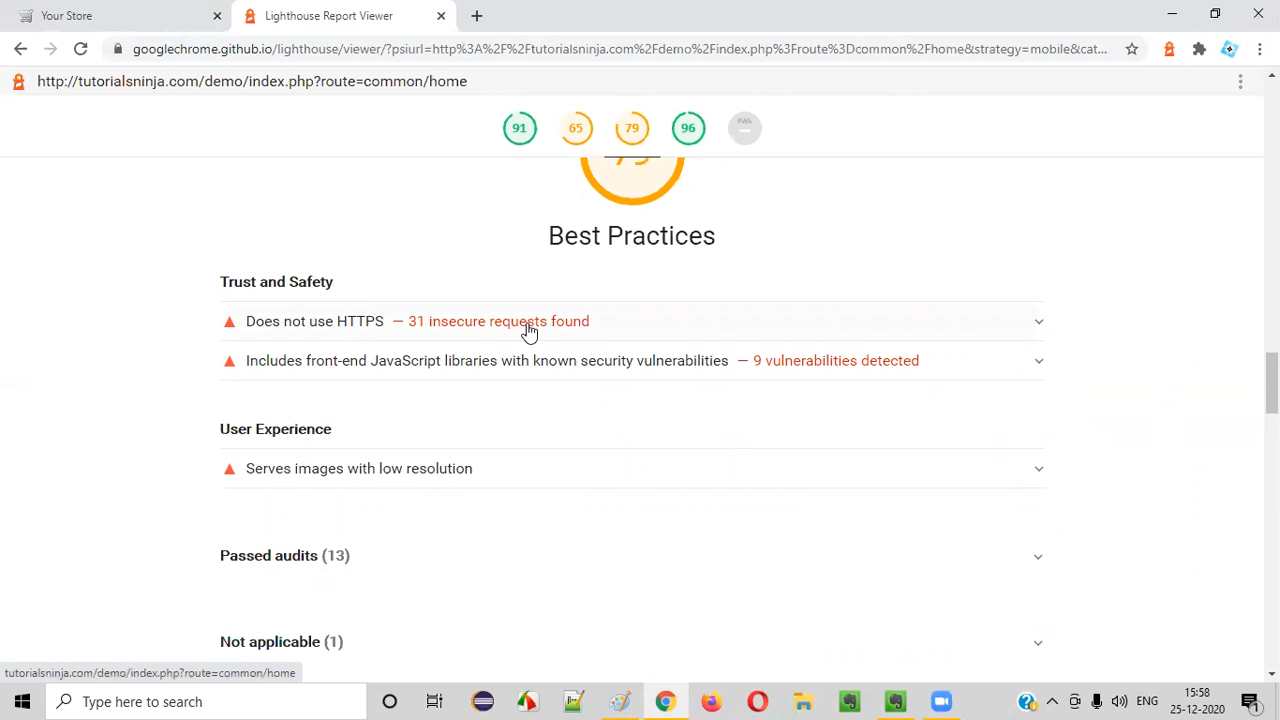 Your Store
Lighthouse Report Viewer
googlechrome.github.io/lighthouse/viewer/?psiurl=http%3A%2F%2Ftutorialsninja.com%2Fdemo%2Findex.php%3Froute%3Dcommon%2Fhome&strategy=mobile&cat...
http://tutorialsninja.com/demo/index.php?route=common/home
91 65 79 96
Best Practices
Trust and Safety
Does not use HTTPS — 31 insecure requests found
Includes front-end JavaScript libraries with known security vulnerabilities — 9 vulnerabilities detected
User Experience
Serves images with low resolution
Passed audits (13)
Not applicable (1)
tutorialsninja.com/demo/index.php?route=common/home
Type here to search
ENG
15:58
25-12-2020
1